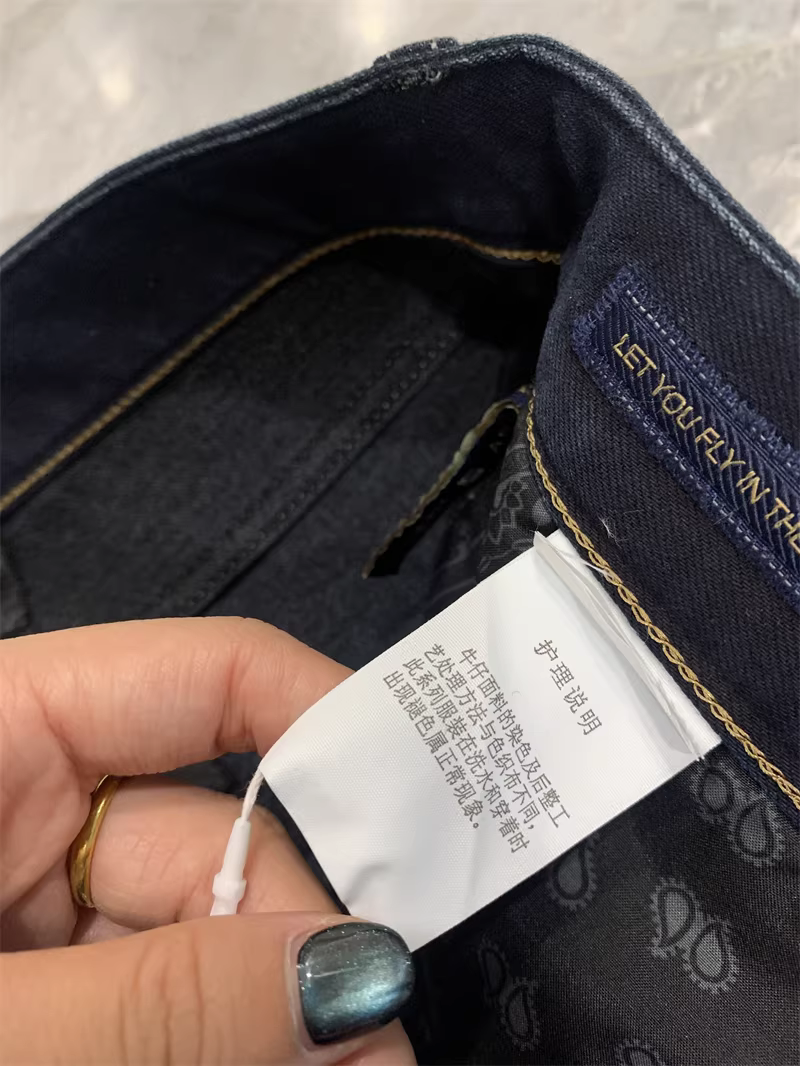 LET YOU FLY IN THE
护理说明
牛仔面料的染色及后整工
艺处理方法与色织布不同，
此系列服装在洗水和穿着时
出现褪色属正常现象。